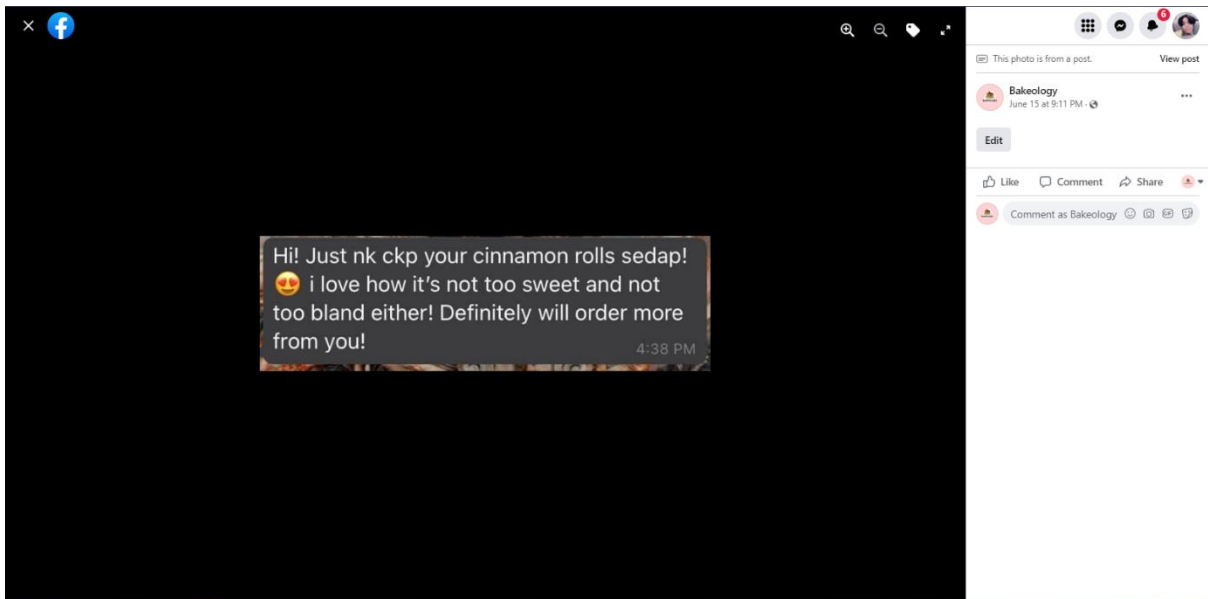 6
This photo is from a post.
View post
Bakeology
June 15 at 9:11 PM ·
Edit
Like
Comment
Share
Comment as Bakeology
Hi! Just nk ckp your cinnamon rolls sedap!
😍 i love how it's not too sweet and not
too bland either! Definitely will order more
from you!
4:38 PM